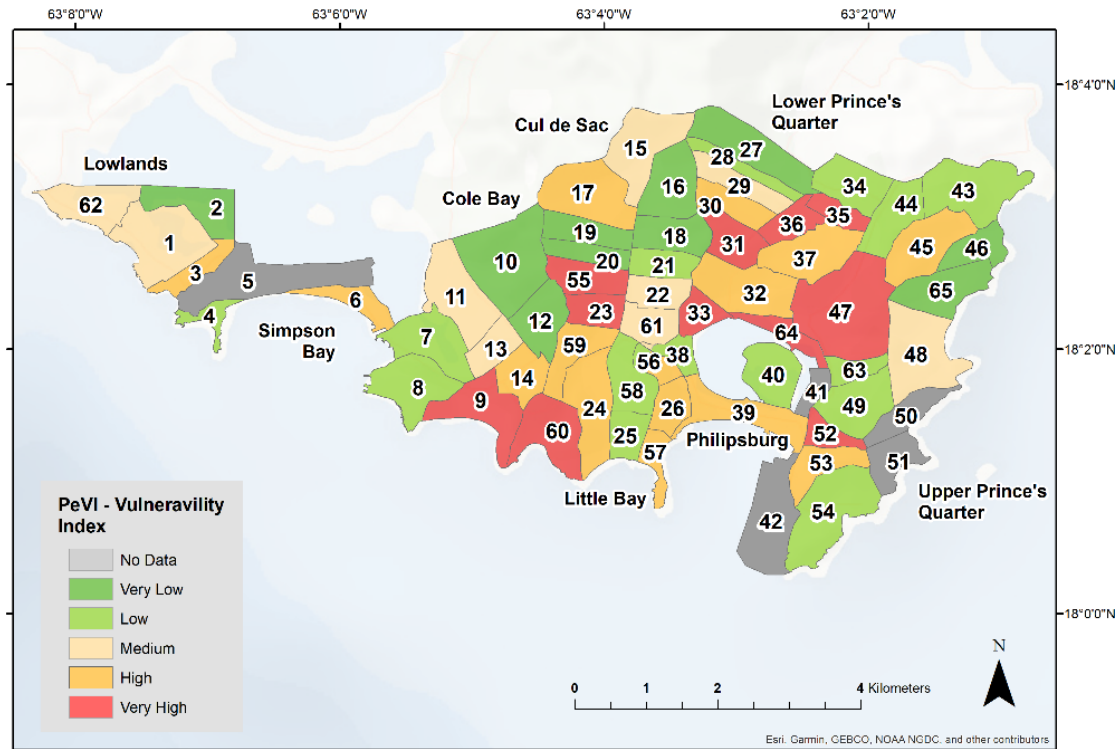 63°8'0"W 63°6'0"W 63°4'0"W 63°2'0"W
18°4'0"N
18°2'0"N
18°0'0"N
Lower Prince's
Quarter
Cul de Sac
Lowlands
Cole Bay
Simpson
Bay
Philipsburg
Little Bay
Upper Prince's
Quarter
62
1
2
3
4
5
6
7
8
9
10
11
12
13
14
15
16
17
18
19
20
21
22
23
24
25
26
27
28
29
30
31
32
33
34
35
36
37
38
39
40
41
42
43
44
45
46
47
48
49
50
51
52
53
54
55
56
57
58
59
60
61
63
64
65
PeVI - Vulneravility
Index
No Data
Very Low
Low
Medium
High
Very High
N
0 1 2 4 Kilometers
Esri, Garmin, GEBCO, NOAA NGDC, and other contributors